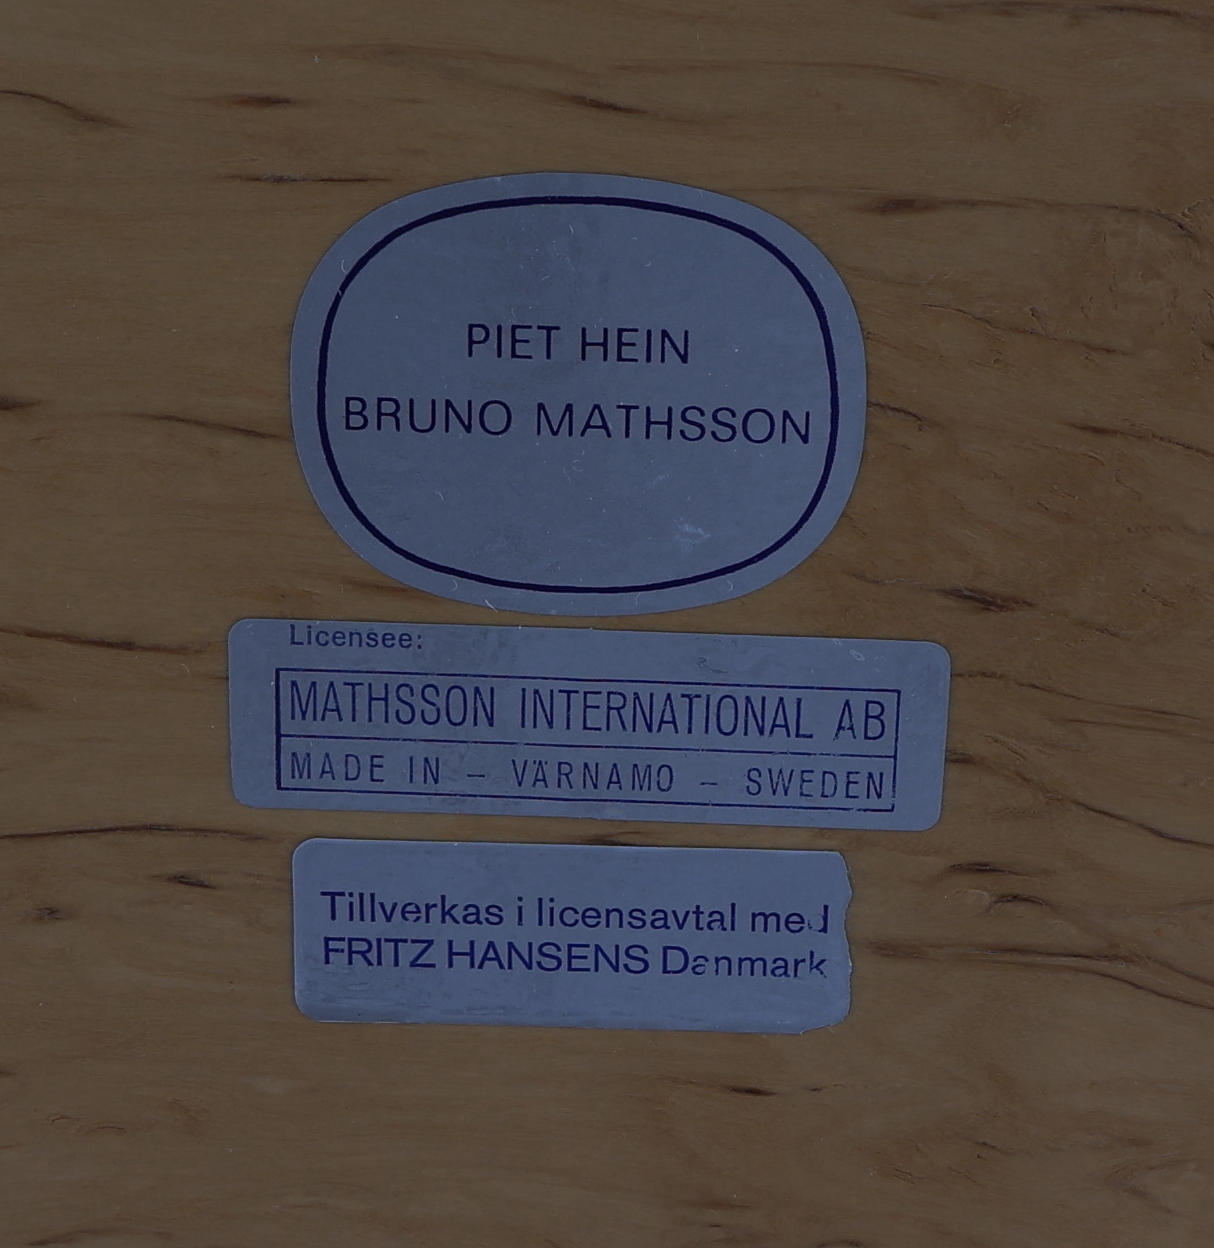 PIET HEIN
BRUNO MATHSSON
Licensee:
MATHSSON INTERNATIONAL AB
MADE IN – VÄRNAMO – SWEDEN
Tillverkas i licensavtal med
FRITZ HANSENS Danmark